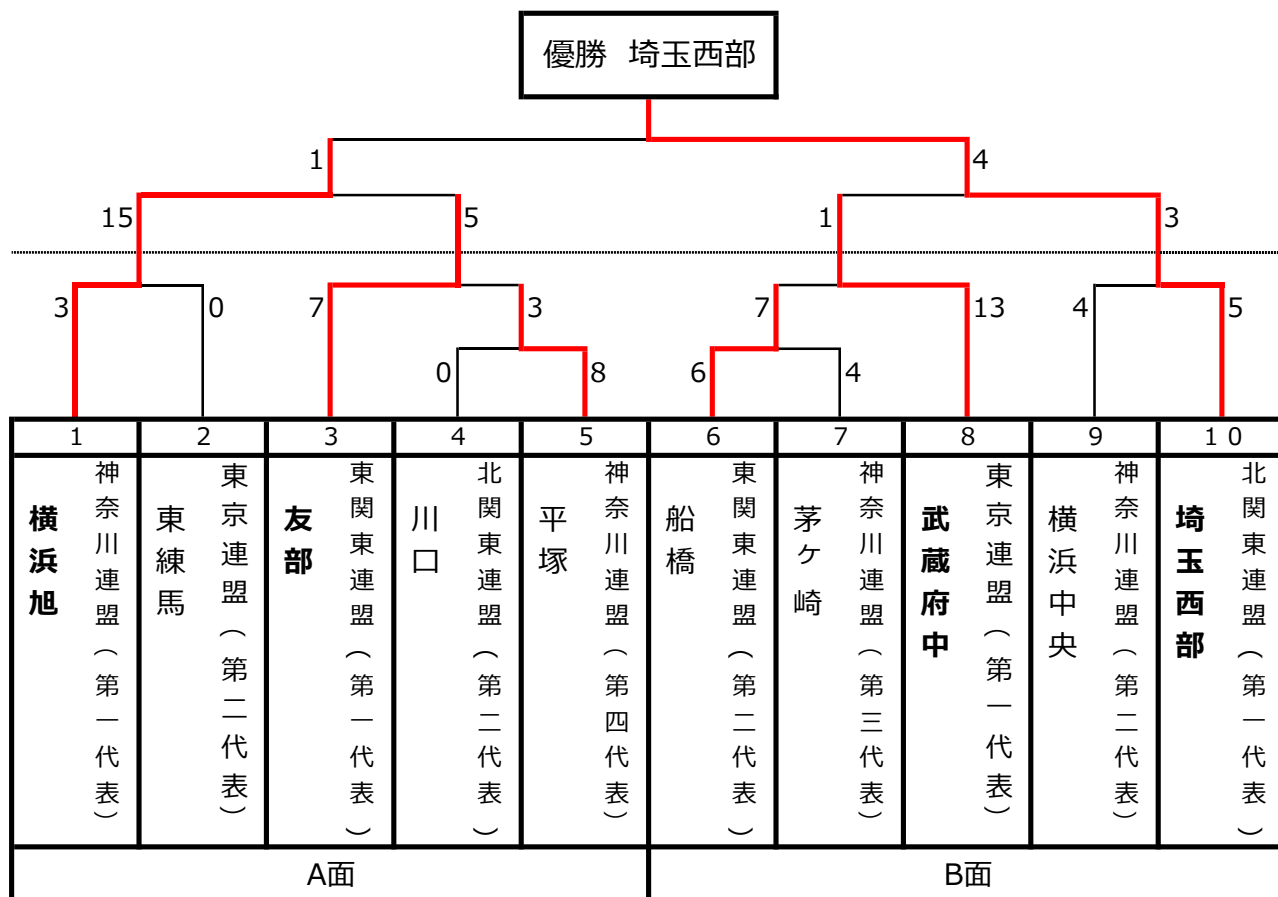 優勝 埼玉西部
1
4
15
5
1
3
3
0
7
3
7
13
4
5
0
8
6
4
1
2
3
4
5
6
7
8
9
10
横浜旭
神奈川連盟(第一代表)
東練馬
東京連盟(第二代表)
友部
東関東連盟(第一代表)
川口
北関東連盟(第二代表)
平塚
神奈川連盟(第四代表)
船橋
東関東連盟(第二代表)
茅ケ崎
神奈川連盟(第三代表)
武蔵府中
東京連盟(第一代表)
横浜中央
神奈川連盟(第二代表)
埼玉西部
北関東連盟(第一代表)
A面
B面